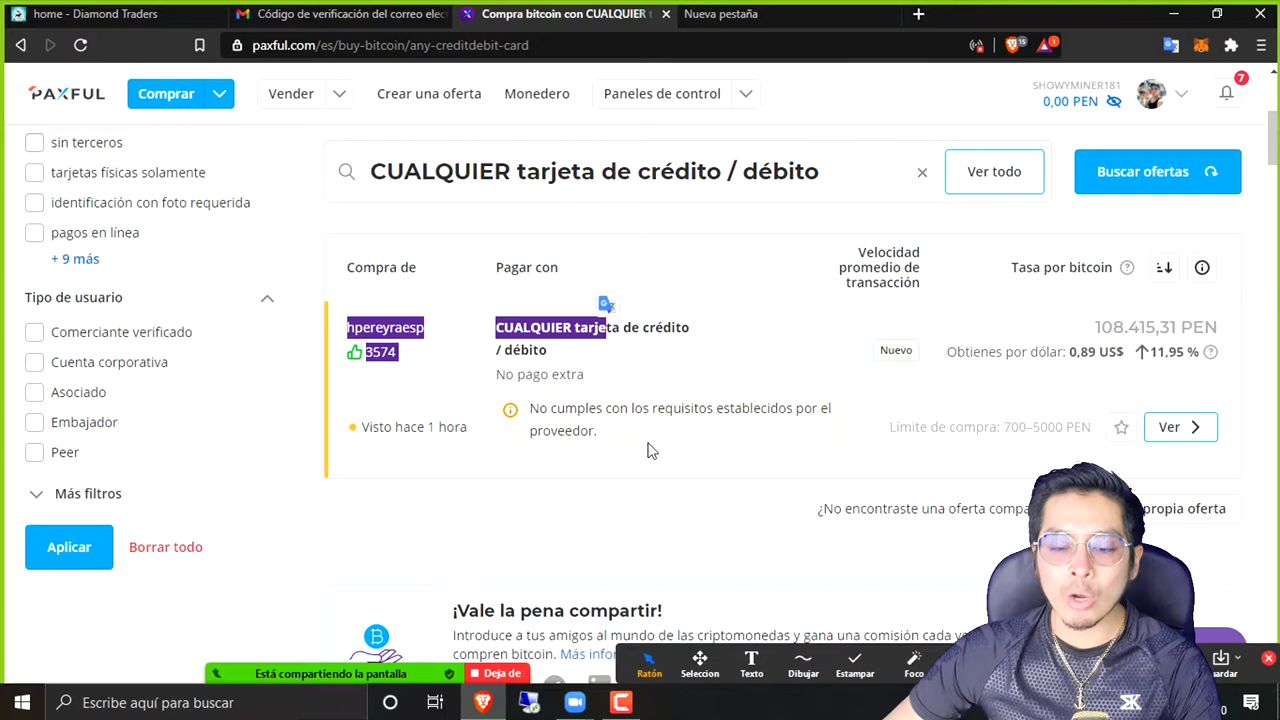 home - Diamond Traders
Código de verificación del correo elec
Compra bitcoin con CUALQUIER t
Nueva pestaña
paxful.com/es/buy-bitcoin/any-creditdebit-card
15
1
PAXFUL
Comprar
Vender
Crear una oferta
Monedero
Paneles de control
SHOWYMINER181
0,00 PEN
7
sin terceros
tarjetas físicas solamente
identificación con foto requerida
pagos en línea
+ 9 más
Tipo de usuario
Comerciante verificado
Cuenta corporativa
Asociado
Embajador
Peer
Más filtros
Aplicar
Borrar todo
CUALQUIER tarjeta de crédito / débito
Ver todo
Buscar ofertas
Compra de
Pagar con
Velocidad
promedio de
transacción
Tasa por bitcoin
hpereyraesp
3574
CUALQUIER tarjeta de crédito
/ débito
No pago extra
Nuevo
108.415,31 PEN
Obtienes por dólar: 0,89 US$
11,95 %
Visto hace 1 hora
No cumples con los requisitos establecidos por el
proveedor.
Límite de compra: 700–5000 PEN
Ver
¿No encontraste una oferta compa
propia oferta
¡Vale la pena compartir!
Introduce a tus amigos al mundo de las criptomonedas y gana una comisión cada ve
compren bitcoin. Más infor
Está compartiendo la pantalla
Deja de
Ratón
Seleccion
Texto
Dibujar
Estampar
Foco
uardar
Escribe aquí para buscar